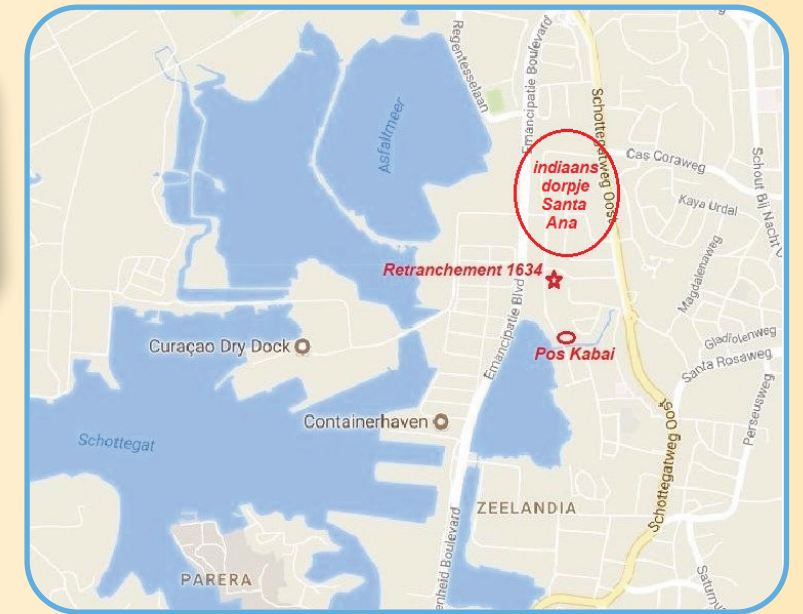 Regentesselaan
Emancipatie Boulevard
Schottegatweg Oost
Asfaltmeer
Cas Coraweg
Schout Bij Nacht
indiaans
dorpje
Santa
Ana
Kaya Urdal
Magdalenaweg
Retranchement 1634
Emancipatie Blvd
Curaçao Dry Dock
Pos Kabai
Gladiolenweg
Santa Rosaweg
Perseusweg
Containerhaven
Schottegat
Schottegatweg Oost
ZEELANDIA
enheid Boulevard
PARERA
Saturnus